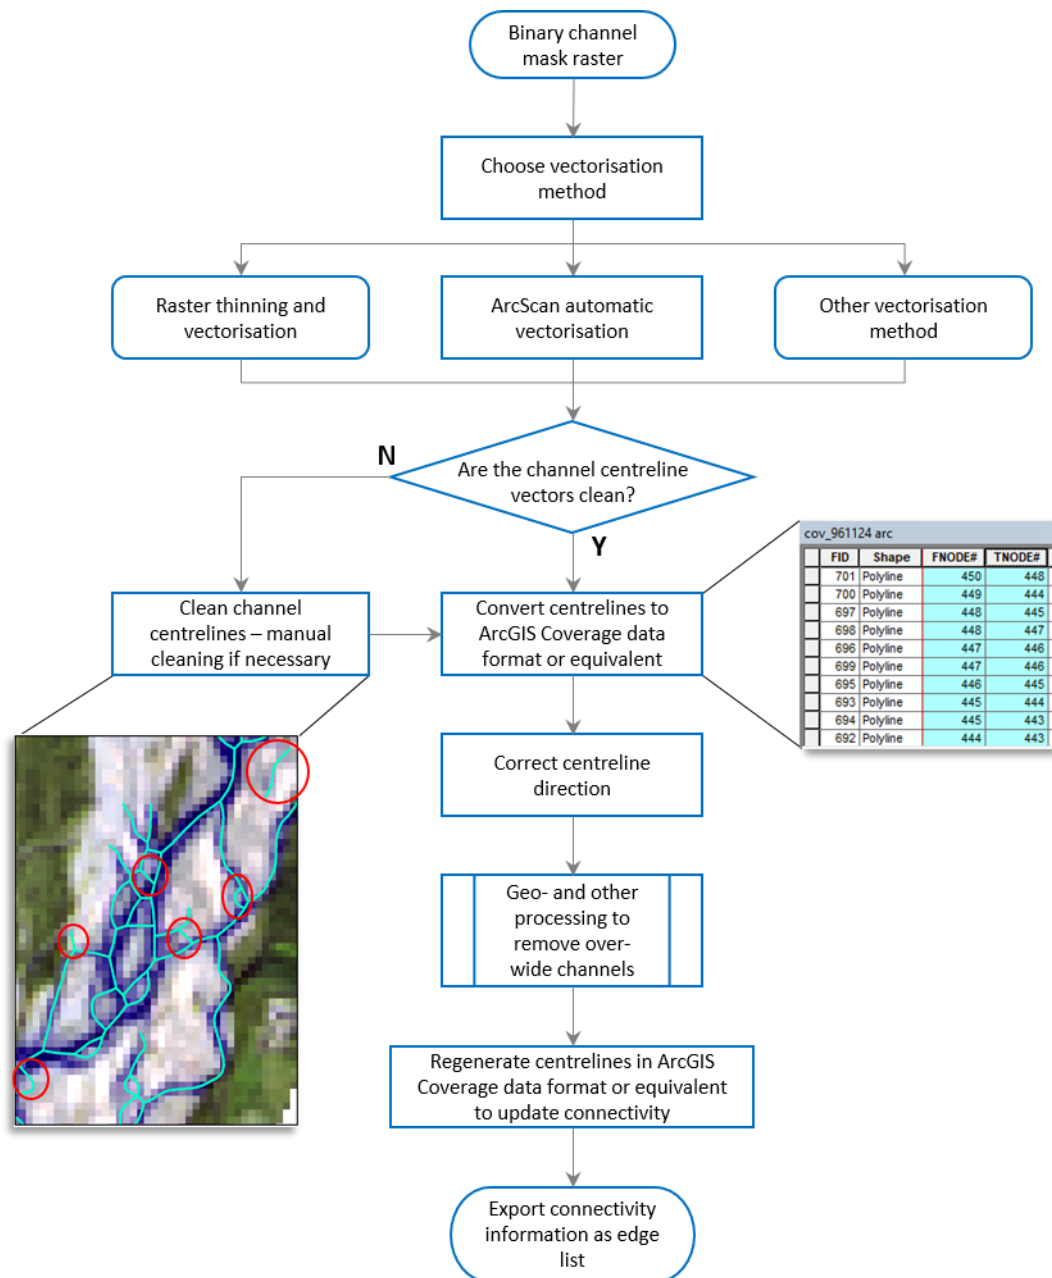 Binary channel
mask raster
Choose vectorisation
method
Raster thinning and
vectorisation
ArcScan automatic
vectorisation
Other vectorisation
method
N
Are the channel centreline
vectors clean?
Y
Clean channel
centrelines – manual
cleaning if necessary
Convert centrelines to
ArcGIS Coverage data
format or equivalent
cov_961124 arc
FID Shape FNODE# TNODE#
701 Polyline 450 448
700 Polyline 449 444
697 Polyline 448 445
698 Polyline 448 447
696 Polyline 447 446
699 Polyline 447 446
695 Polyline 446 445
693 Polyline 445 444
694 Polyline 445 443
692 Polyline 444 443
Correct centreline
direction
Geo- and other
processing to
remove over-
wide channels
Regenerate centrelines in ArcGIS
Coverage data format or equivalent
to update connectivity
Export connectivity
information as edge
list